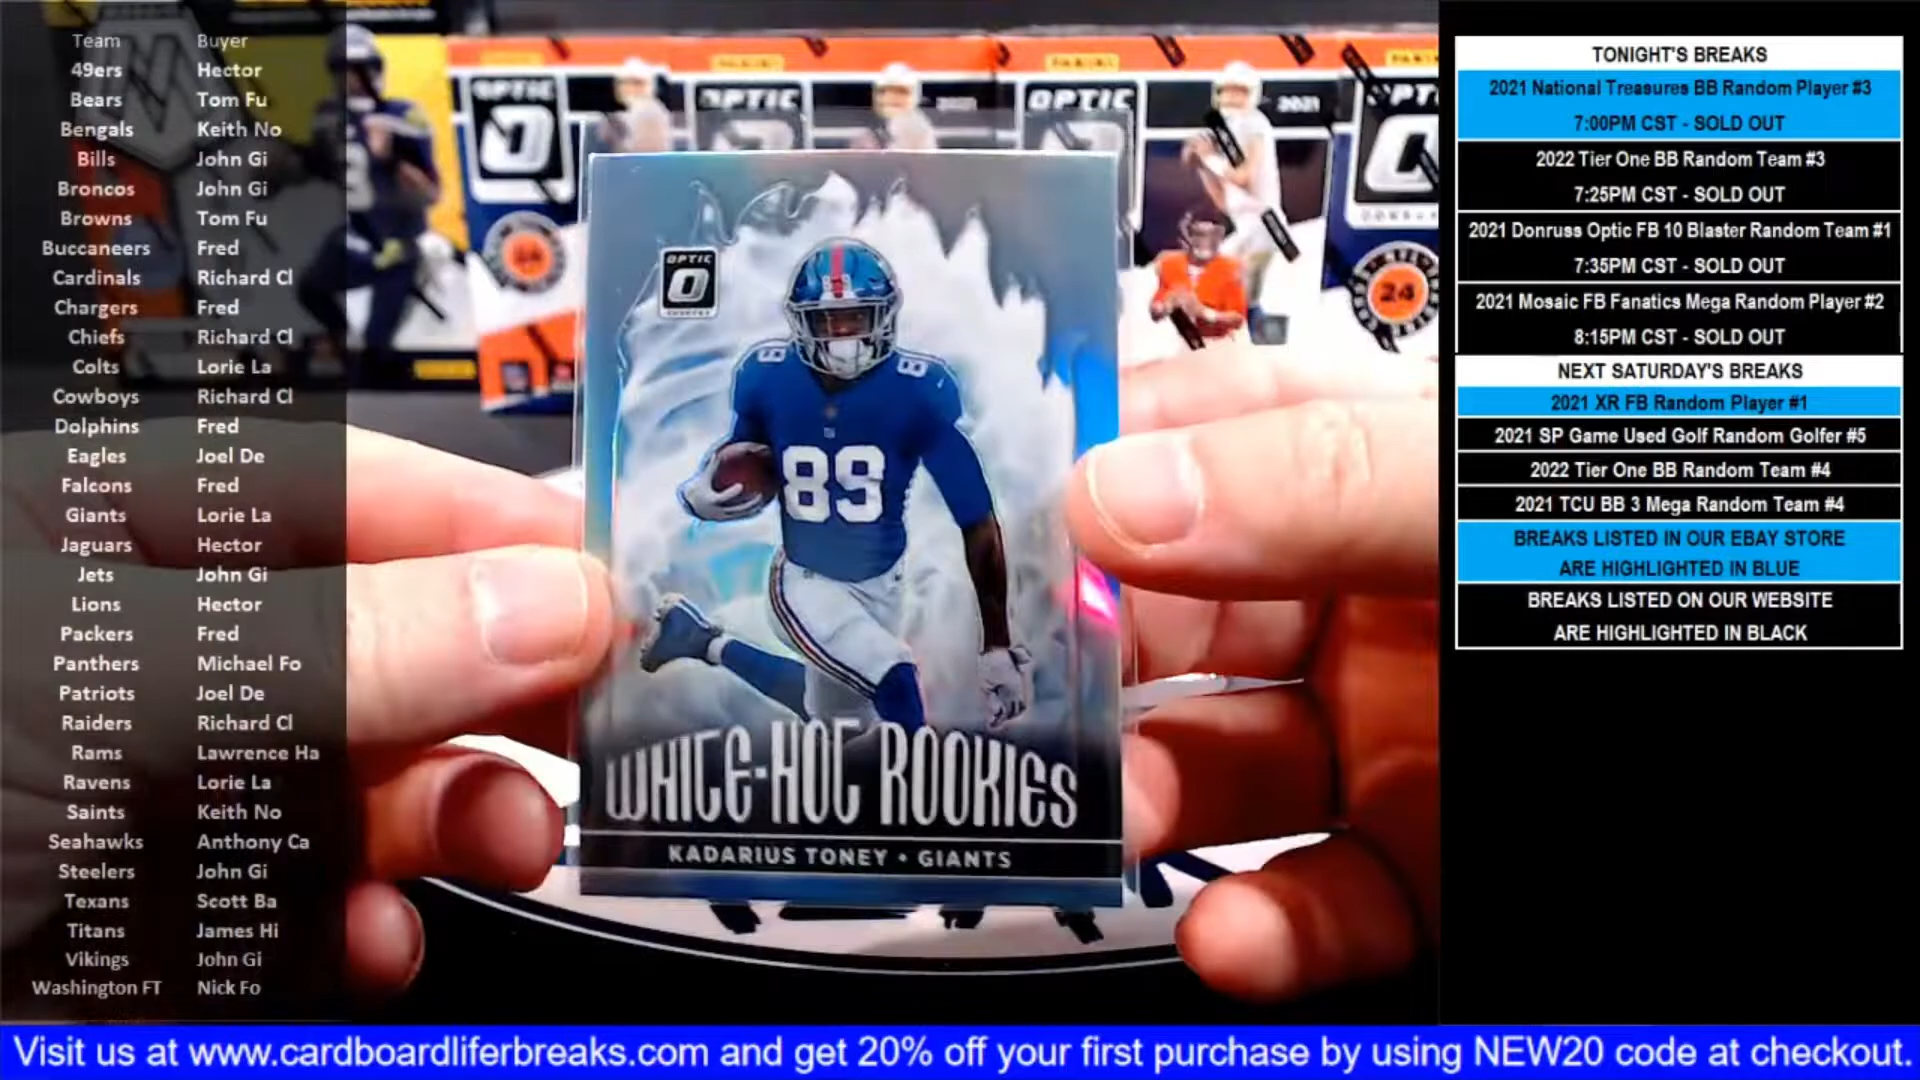 Team Buyer
49ers Hector
Bears Tom Fu
Bengals Keith No
Bills John Gi
Broncos John Gi
Browns Tom Fu
Buccaneers Fred
Cardinals Richard Cl
Chargers Fred
Chiefs Richard Cl
Colts Lorie La
Cowboys Richard Cl
Dolphins Fred
Eagles Joel De
Falcons Fred
Giants Lorie La
Jaguars Hector
Jets John Gi
Lions Hector
Packers Fred
Panthers Michael Fo
Patriots Joel De
Raiders Richard Cl
Rams Lawrence Ha
Ravens Lorie La
Saints Keith No
Seahawks Anthony Ca
Steelers John Gi
Texans Scott Ba
Titans James Hi
Vikings John Gi
Washington FT Nick Fo
PANINI
PANINI
OPTIC
OPTIC
OPTIC
2021
24
24
OPTIC
89
89
WHITE-HOT ROOKIES
KADARIUS TONEY • GIANTS
TONIGHT'S BREAKS
2021 National Treasures BB Random Player #3
7:00PM CST - SOLD OUT
2022 Tier One BB Random Team #3
7:25PM CST - SOLD OUT
2021 Donruss Optic FB 10 Blaster Random Team #1
7:35PM CST - SOLD OUT
2021 Mosaic FB Fanatics Mega Random Player #2
8:15PM CST - SOLD OUT
NEXT SATURDAY'S BREAKS
2021 XR FB Random Player #1
2021 SP Game Used Golf Random Golfer #5
2022 Tier One BB Random Team #4
2021 TCU BB 3 Mega Random Team #4
BREAKS LISTED IN OUR EBAY STORE
ARE HIGHLIGHTED IN BLUE
BREAKS LISTED ON OUR WEBSITE
ARE HIGHLIGHTED IN BLACK
Visit us at www.cardboardliferbreaks.com and get 20% off your first purchase by using NEW20 code at checkout.